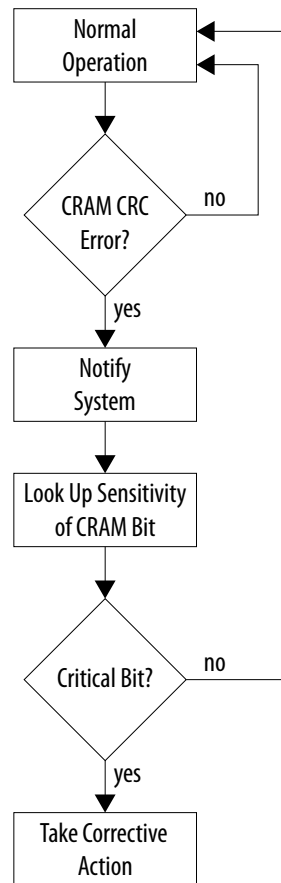 Normal
Operation
CRAM CRC
Error?
no
yes
Notify
System
Look Up Sensitivity
of CRAM Bit
Critical Bit?
no
yes
Take Corrective
Action